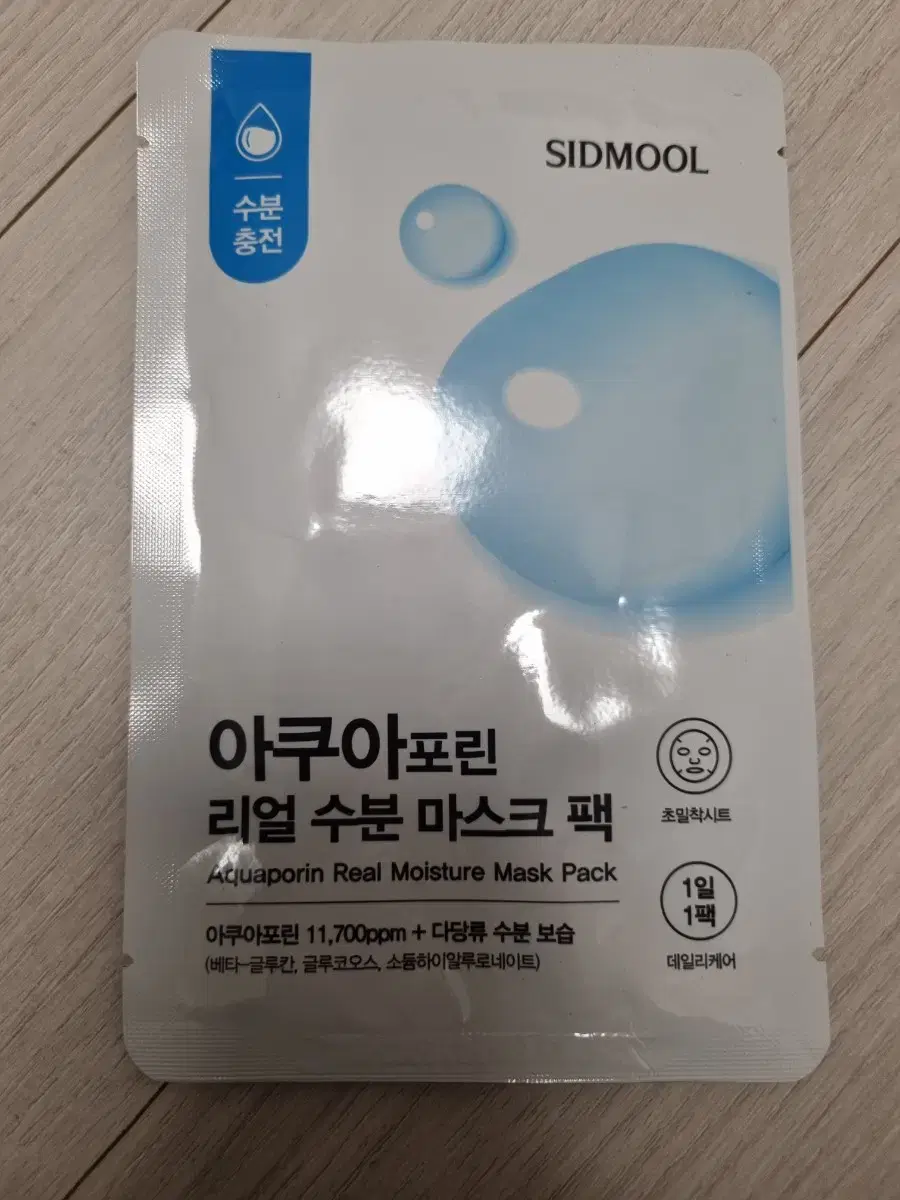 수분
충전
SIDMOOL
아쿠아포린
리얼 수분 마스크 팩
Aquaporin Real Moisture Mask Pack
아쿠아포린 11,700ppm + 다당류 수분 보습
(베타-글루칸, 글루코오스, 소듐하이알루로네이트)
초밀착시트
1일
1팩
데일리케어